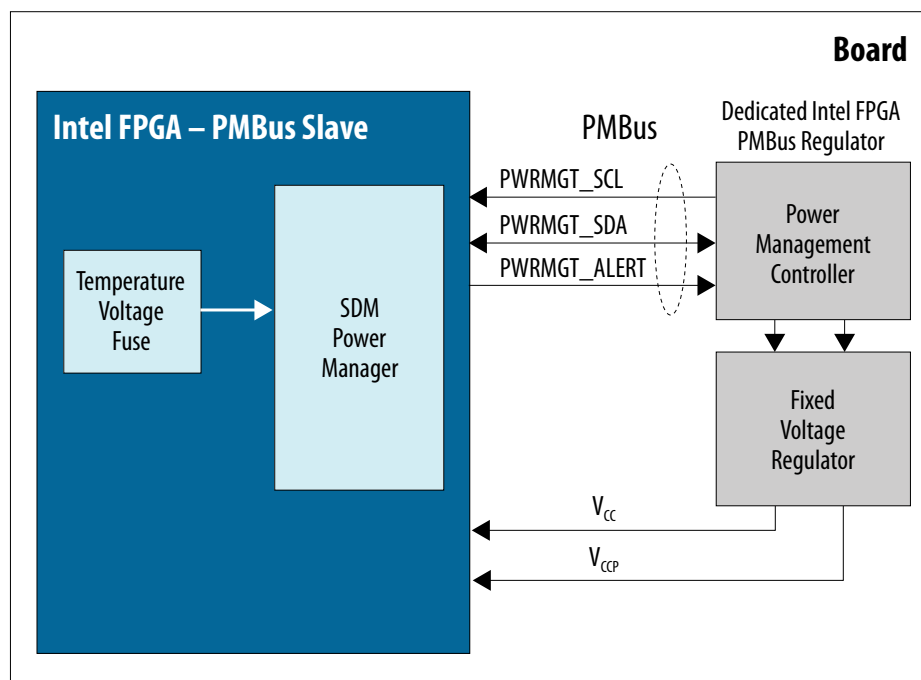 Board
Intel FPGA – PMBus Slave
PMBus
Dedicated Intel FPGA
PMBus Regulator
PWRMGT_SCL
PWRMGT_SDA
PWRMGT_ALERT
Power
Management
Controller
Temperature
Voltage
Fuse
SDM
Power
Manager
Fixed
Voltage
Regulator
VCC
VCCP